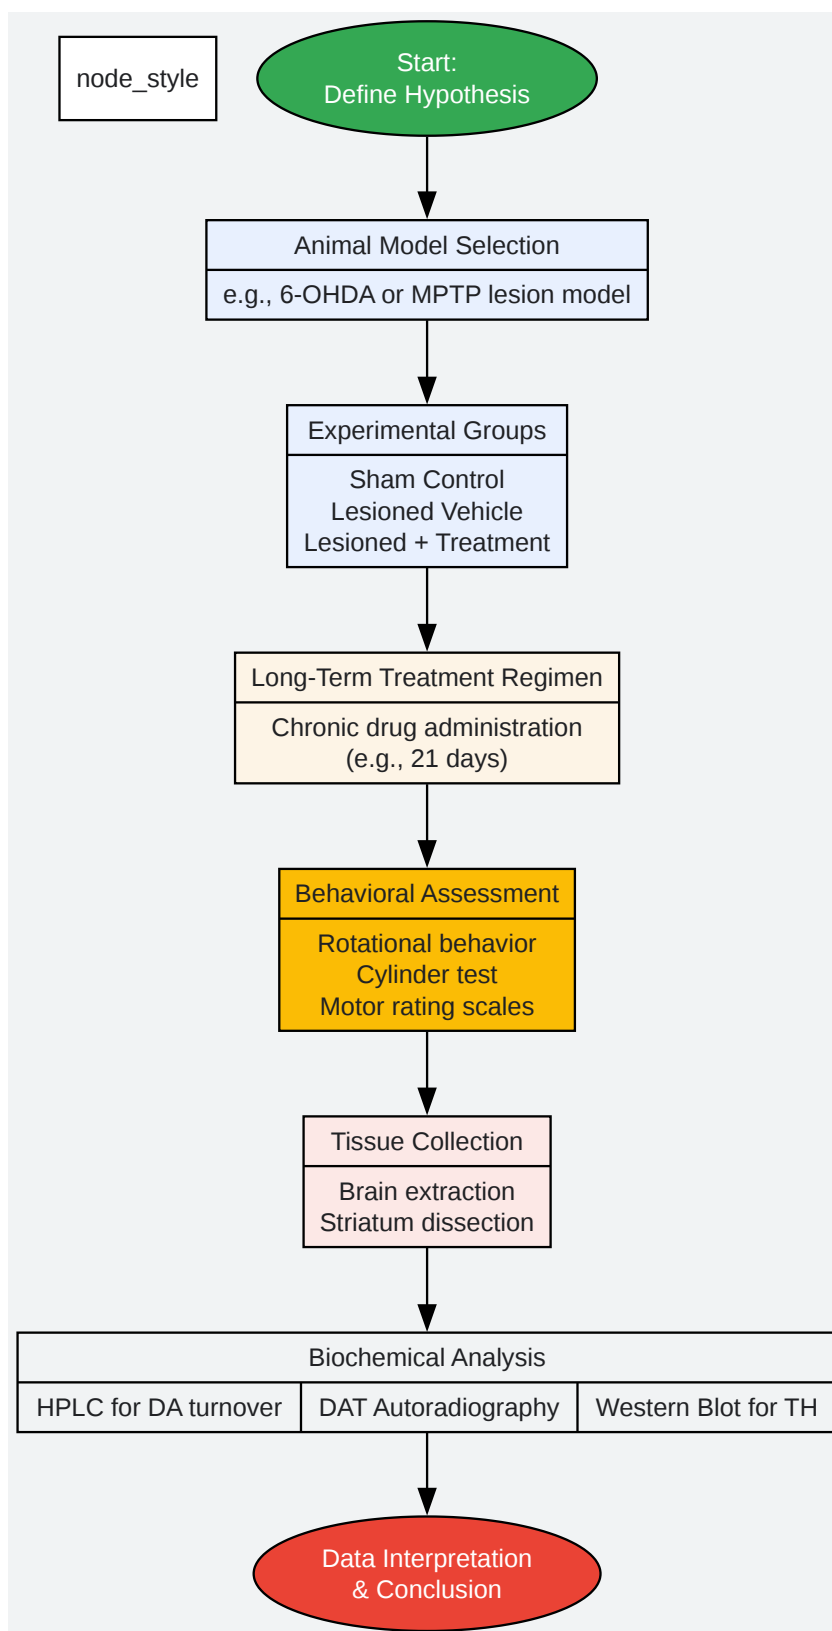 node_style
Start:
Define Hypothesis
Animal Model Selection
e.g., 6-OHDA or MPTP lesion model
Experimental Groups
Sham Control
Lesioned Vehicle
Lesioned + Treatment
Long-Term Treatment Regimen
Chronic drug administration
(e.g., 21 days)
Behavioral Assessment
Rotational behavior
Cylinder test
Motor rating scales
Tissue Collection
Brain extraction
Striatum dissection
Biochemical Analysis
HPLC for DA turnover
DAT Autoradiography
Western Blot for TH
Data Interpretation
& Conclusion